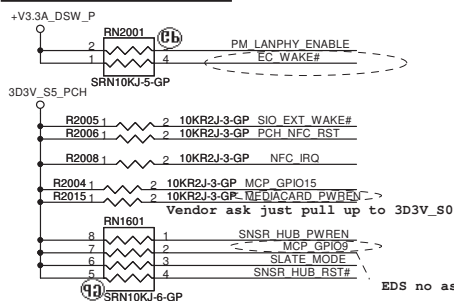 +V3.3A_DSW_P
RN2001
2 3 PM_LANPHY_ENABLE
1 4 EC_WAKE#
SRN10KJ-5-GP
3D3V_S5_PCH
R2005 1 2 10KR2J-3-GP SIO_EXT_WAKE#
R2006 1 2 10KR2J-3-GP PCH_NFC_RST
R2008 1 2 10KR2J-3-GP NFC_IRQ
R2004 1 2 10KR2J-3-GP MCP_GPIO15
R2015 1 2 10KR2J-3-GP MEDIACARD_PWREN
Vendor ask just pull up to 3D3V_S0
RN1601
8 1 SNSR_HUB_PWREN
7 2 MCP_GPIO9
6 3 SLATE_MODE
5 4 SNSR_HUB_RST#
EDS no as
SRN10KJ-6-GP